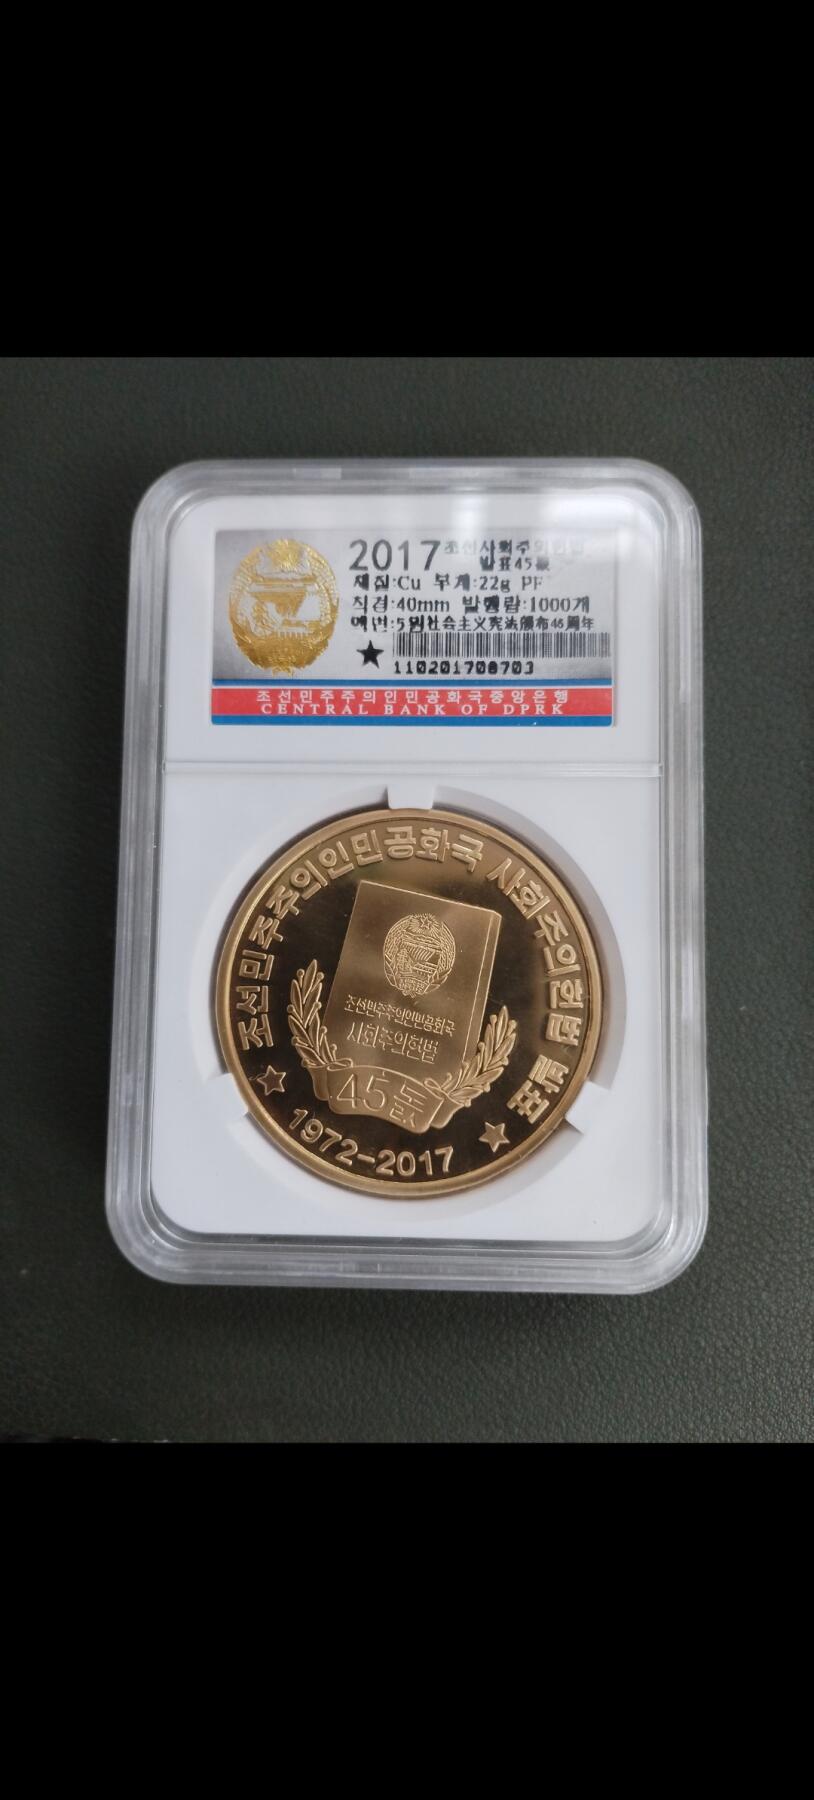 2017 조선사회주의헌법
발표45돐
재질:Cu 무게:22g PF
직경:40mm 발행량:1000개
액면:5원 社会主义宪法颁布45周年
★ 110201708703
조선민주주의인민공화국중앙은행
CENTRAL BANK OF DPRK
조선민주주의인민공화국 사회주의헌법 발표
조선민주주의인민공화국
사회주의헌법
45돐
★ 1972-2017 ★